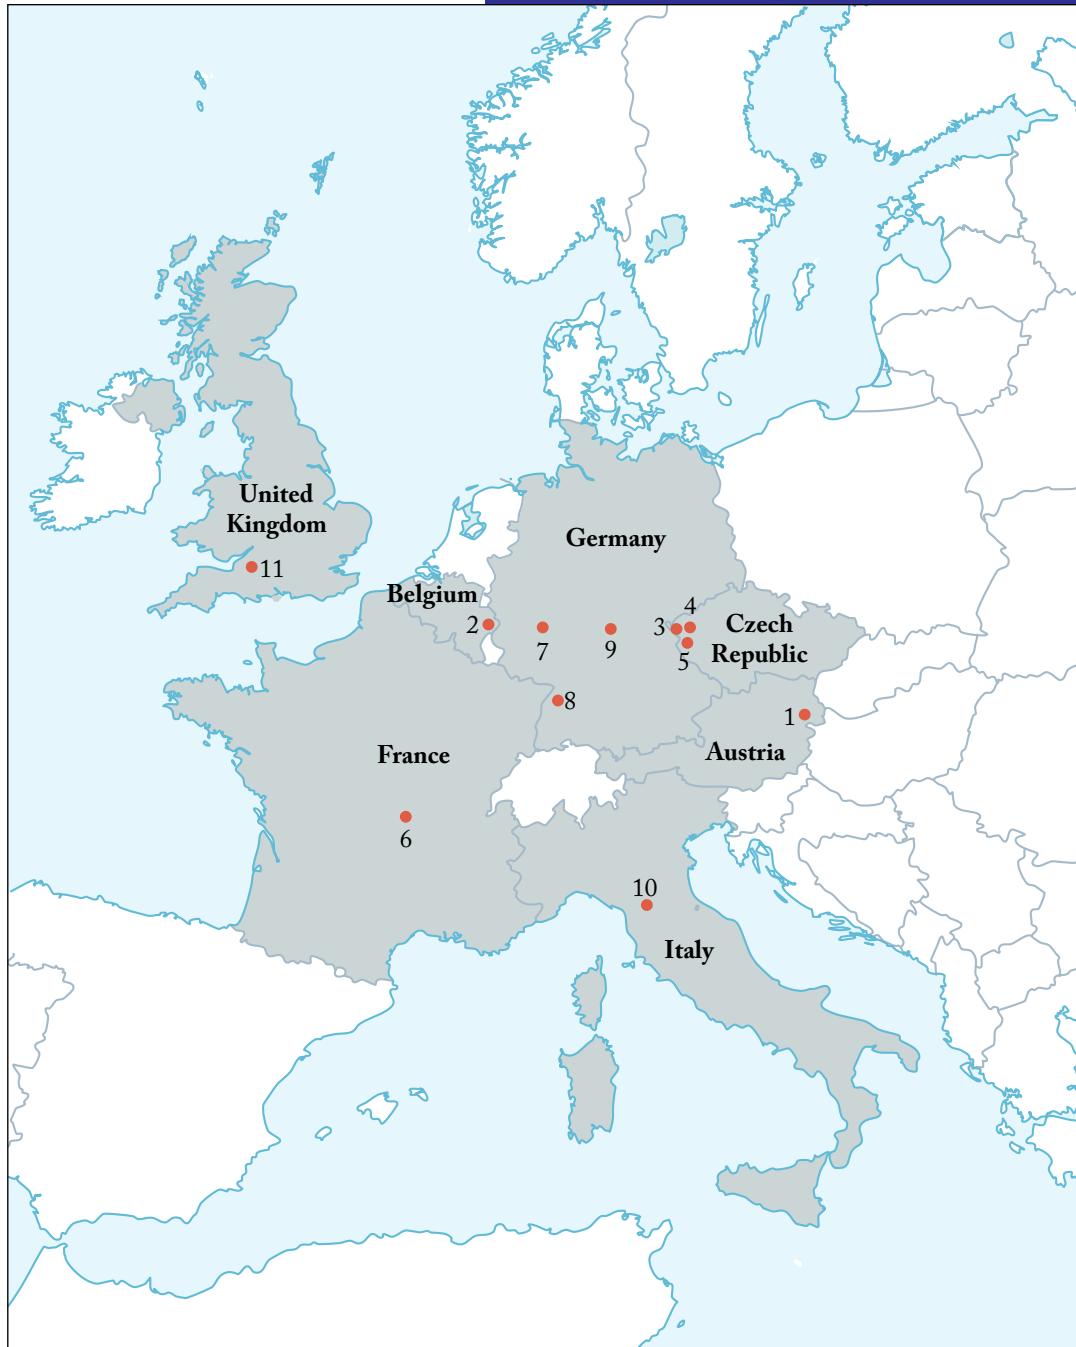 United
Kingdom
11
Germany
Belgium
2
7
9
3
4
5
Czech
Republic
8
1
Austria
France
6
10
Italy